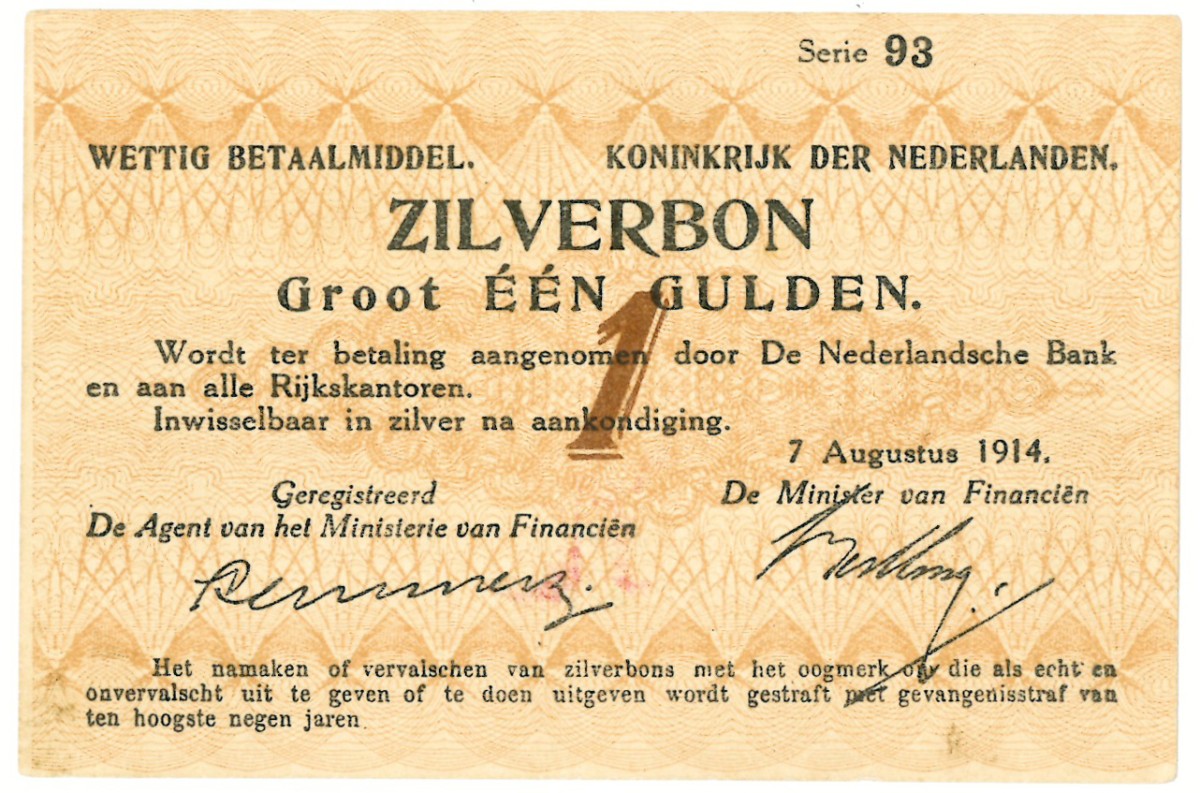 Serie 93
WETTIG BETAALMIDDEL. KONINKRIJK DER NEDERLANDEN.
ZILVERBON
Groot ÉÉN GULDEN.
1
Wordt ter betaling aangenomen door De Nederlandsche Bank
en aan alle Rijkskantoren.
Inwisselbaar in zilver na aankondiging.
7 Augustus 1914.
Geregistreerd
De Agent van het Ministerie van Financiën
De Minister van Financiën
Het namaken of vervalschen van zilverbons met het oogmerk om die als echt en
onvervalscht uit te geven of te doen uitgeven wordt gestraft met gevangenisstraf van
ten hoogste negen jaren.